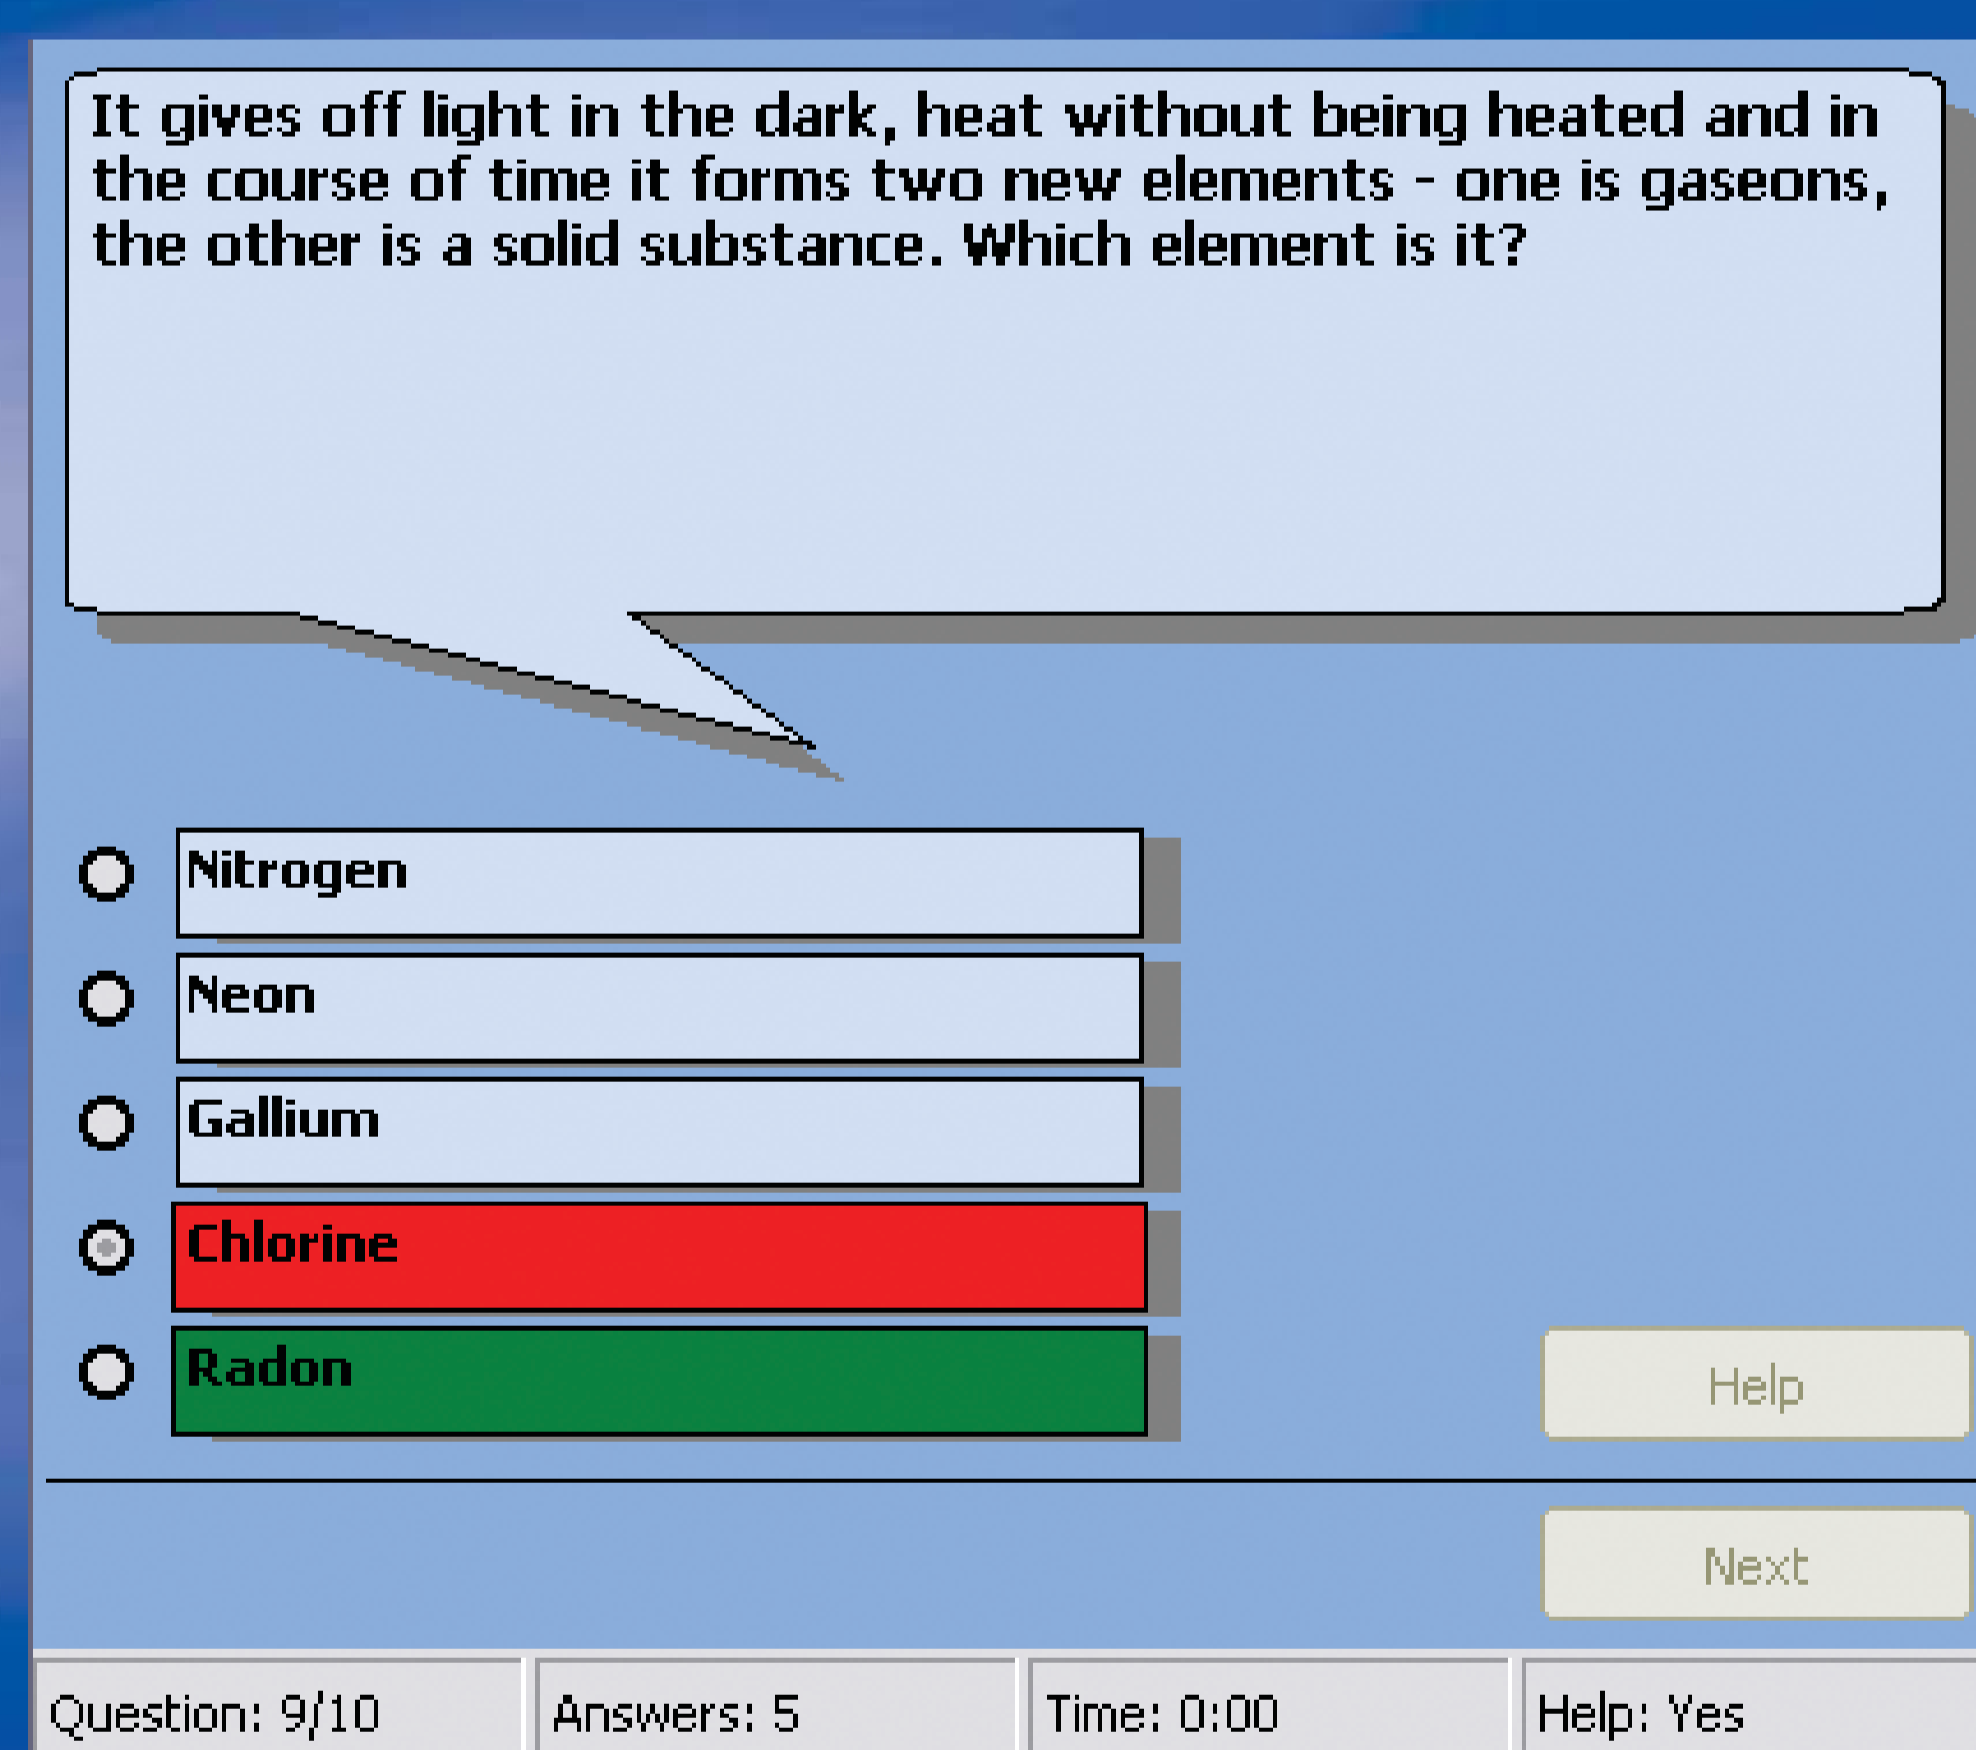 It gives off light in the dark, heat without being heated and in
the course of time it forms two new elements - one is gaseons,
the other is a solid substance. Which element is it?
Nitrogen
Neon
Gallium
Chlorine
Radon
Help
Next
Question: 9/10
Answers: 5
Time: 0:00
Help: Yes